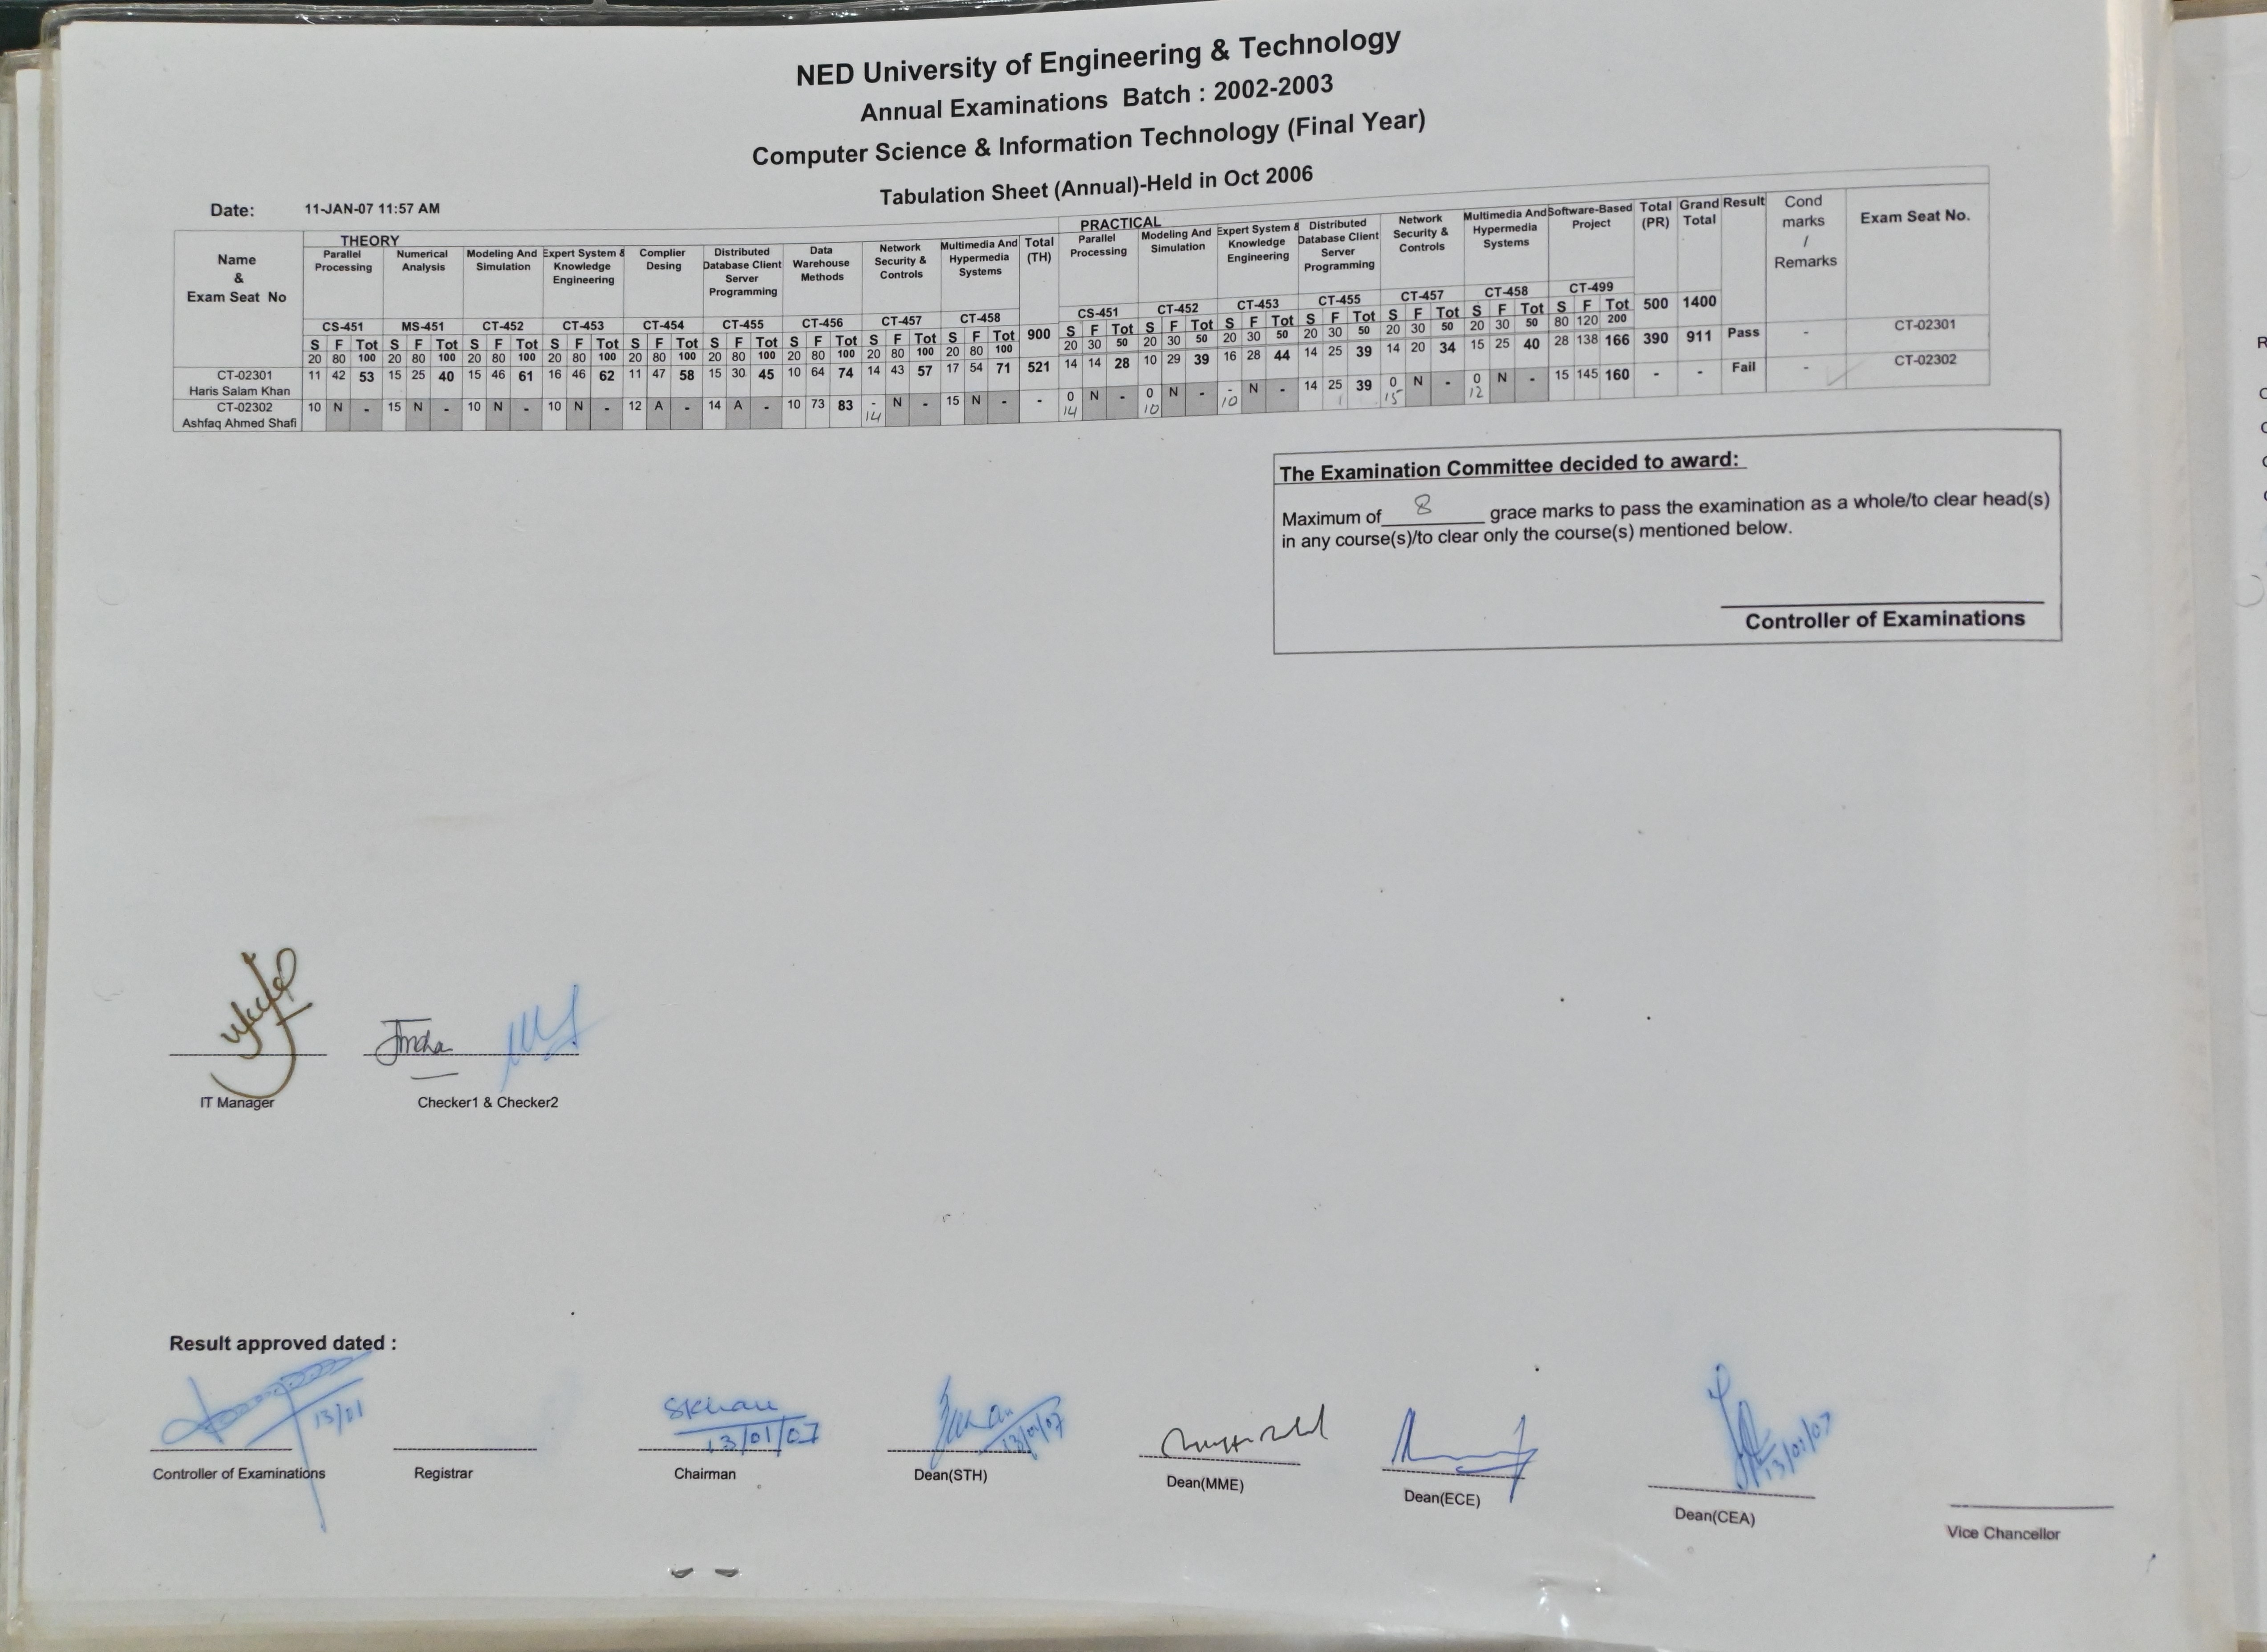 NED University of Engineering & Technology
Annual Examinations Batch : 2002-2003
Computer Science & Information Technology (Final Year)
Tabulation Sheet (Annual)-Held in Oct 2006
Date: 11-JAN-07 11:57 AM
Name & Exam Seat No
THEORY
Parallel Processing CS-451 S F Tot 20 80 100
Numerical Analysis MS-451 S F Tot 20 80 100
Modeling And Simulation CT-452 S F Tot 20 80 100
Expert System & Knowledge Engineering CT-453 S F Tot 20 80 100
Complier Desing CT-454 S F Tot 20 80 100
Distributed Database Client Server Programming CT-455 S F Tot 20 80 100
Data Warehouse Methods CT-456 S F Tot 20 80 100
Network Security & Controls CT-457 S F Tot 20 80 100
Multimedia And Hypermedia Systems CT-458 S F Tot 20 80 100
Total (TH) 900
PRACTICAL
Parallel Processing CS-451 S F Tot 20 30 50
Modeling And Simulation CT-452 S F Tot 20 30 50
Expert System & Knowledge Engineering CT-453 S F Tot 20 30 50
Distributed Database Client Server Programming CT-455 S F Tot 20 30 50
Network Security & Controls CT-457 S F Tot 20 30 50
Multimedia And Hypermedia Systems CT-458 S F Tot 20 30 50
Software-Based Project CT-499 S F Tot 80 120 200
Total (PR) 500
Grand Total 1400
Result
Cond marks / Remarks
Exam Seat No.
CT-02301 11 42 53 15 25 40 15 46 61 16 46 62 11 47 58 15 30 45 10 64 74 14 43 57 17 54 71 521 14 14 28 10 29 39 16 28 44 14 25 39 14 20 34 15 25 40 28 138 166 390 911 Pass - CT-02301
Haris Salam Khan
CT-02302 10 N - 15 N - 10 N - 10 N - 12 A - 14 A - 10 73 83 - N - 15 N - - 0 N - 0 N - - N - 14 25 39 0 N - 0 N - 15 145 160 - - Fail - CT-02302
Ashfaq Ahmed Shafi 14 14 10 10 15 12
The Examination Committee decided to award:
Maximum of 8 grace marks to pass the examination as a whole/to clear head(s)
in any course(s)/to clear only the course(s) mentioned below.
Controller of Examinations
IT Manager
Checker1 & Checker2
Result approved dated :
13/01
SKhan
13/01/07
13/01/07
13/01/07
Controller of Examinations
Registrar
Chairman
Dean(STH)
Dean(MME)
Dean(ECE)
Dean(CEA)
Vice Chancellor